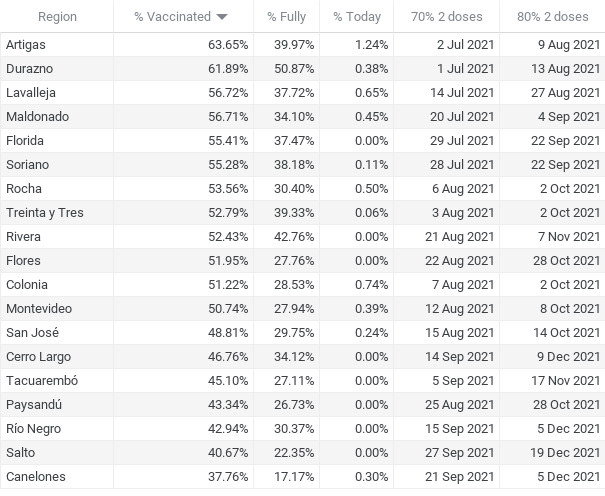 Region % Vaccinated % Fully % Today 70% 2 doses 80% 2 doses
Artigas 63.65% 39.97% 1.24% 2 Jul 2021 9 Aug 2021
Durazno 61.89% 50.87% 0.38% 1 Jul 2021 13 Aug 2021
Lavalleja 56.72% 37.72% 0.65% 14 Jul 2021 27 Aug 2021
Maldonado 56.71% 34.10% 0.45% 20 Jul 2021 4 Sep 2021
Florida 55.41% 37.47% 0.00% 29 Jul 2021 22 Sep 2021
Soriano 55.28% 38.18% 0.11% 28 Jul 2021 22 Sep 2021
Rocha 53.56% 30.40% 0.50% 6 Aug 2021 2 Oct 2021
Treinta y Tres 52.79% 39.33% 0.06% 3 Aug 2021 2 Oct 2021
Rivera 52.43% 42.76% 0.00% 21 Aug 2021 7 Nov 2021
Flores 51.95% 27.76% 0.00% 22 Aug 2021 28 Oct 2021
Colonia 51.22% 28.53% 0.74% 7 Aug 2021 2 Oct 2021
Montevideo 50.74% 27.94% 0.39% 12 Aug 2021 8 Oct 2021
San José 48.81% 29.75% 0.24% 15 Aug 2021 14 Oct 2021
Cerro Largo 46.76% 34.12% 0.00% 14 Sep 2021 9 Dec 2021
Tacuarembó 45.10% 27.11% 0.00% 5 Sep 2021 17 Nov 2021
Paysandú 43.34% 26.73% 0.00% 25 Aug 2021 28 Oct 2021
Río Negro 42.94% 30.37% 0.00% 15 Sep 2021 5 Dec 2021
Salto 40.67% 22.35% 0.00% 27 Sep 2021 19 Dec 2021
Canelones 37.76% 17.17% 0.30% 21 Sep 2021 5 Dec 2021